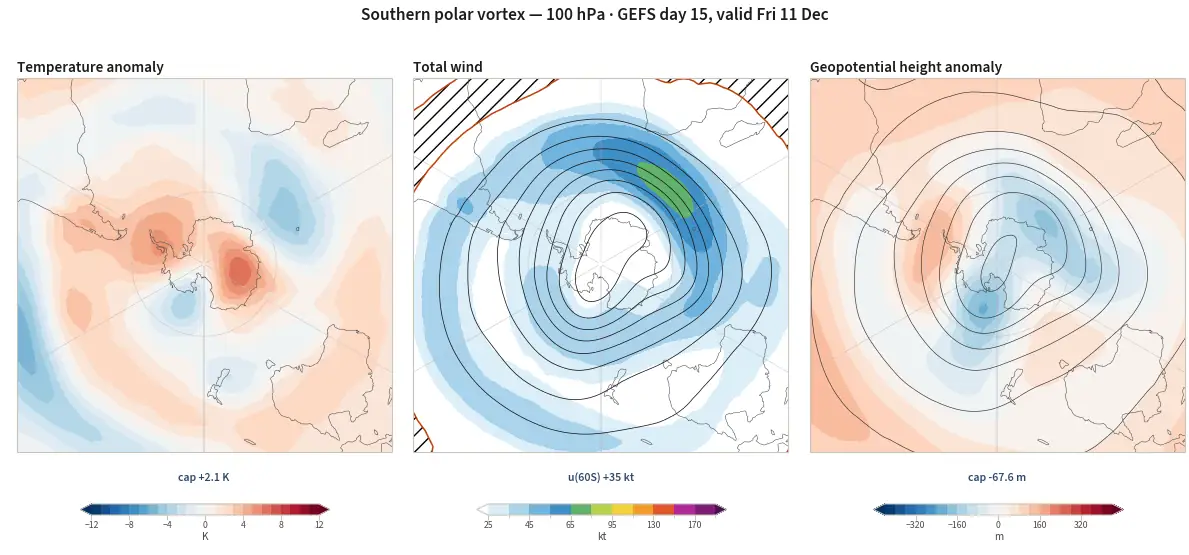 Southern polar vortex — 100 hPa · GEFS day 15, valid Fri 11 Dec
Temperature anomaly
Total wind
Geopotential height anomaly
cap +2.1 K
u(60S) +35 kt
cap -67.6 m
−12 −8 −4 0 4 8 12
K
25 45 65 95 130 170
kt
−320 −160 0 160 320
m